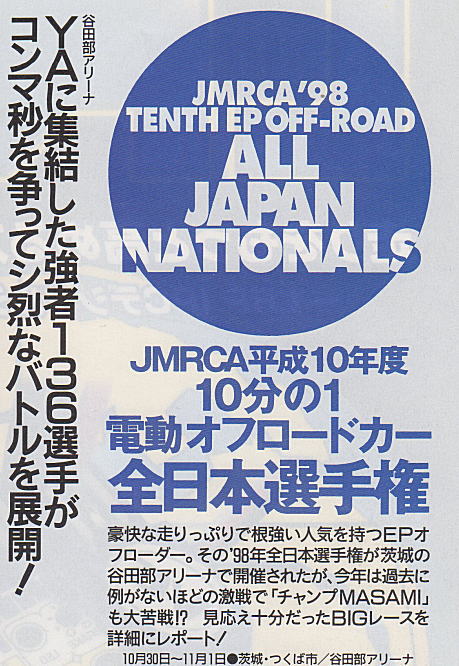 谷田部アリーナ
YAに集結した強者136選手が
コンマ秒を争ってシ烈なバトルを展開!
JMRCA'98
TENTH EP OFF-ROAD
ALL
JAPAN
NATIONALS
JMRCA平成10年度
10分の1
電動オフロードカー
全日本選手権
豪快な走りっぷりで根強い人気を持つEPオ
フローダー。その'98年全日本選手権が茨城の
谷田部アリーナで開催されたが、今年は過去に
例がないほどの激戦で「チャンプMASAMI」
も大苦戦!? 見応え十分だったBIGレースを
詳細にレポート!
10月30日〜11月1日●茨城・つくば市/谷田部アリーナ